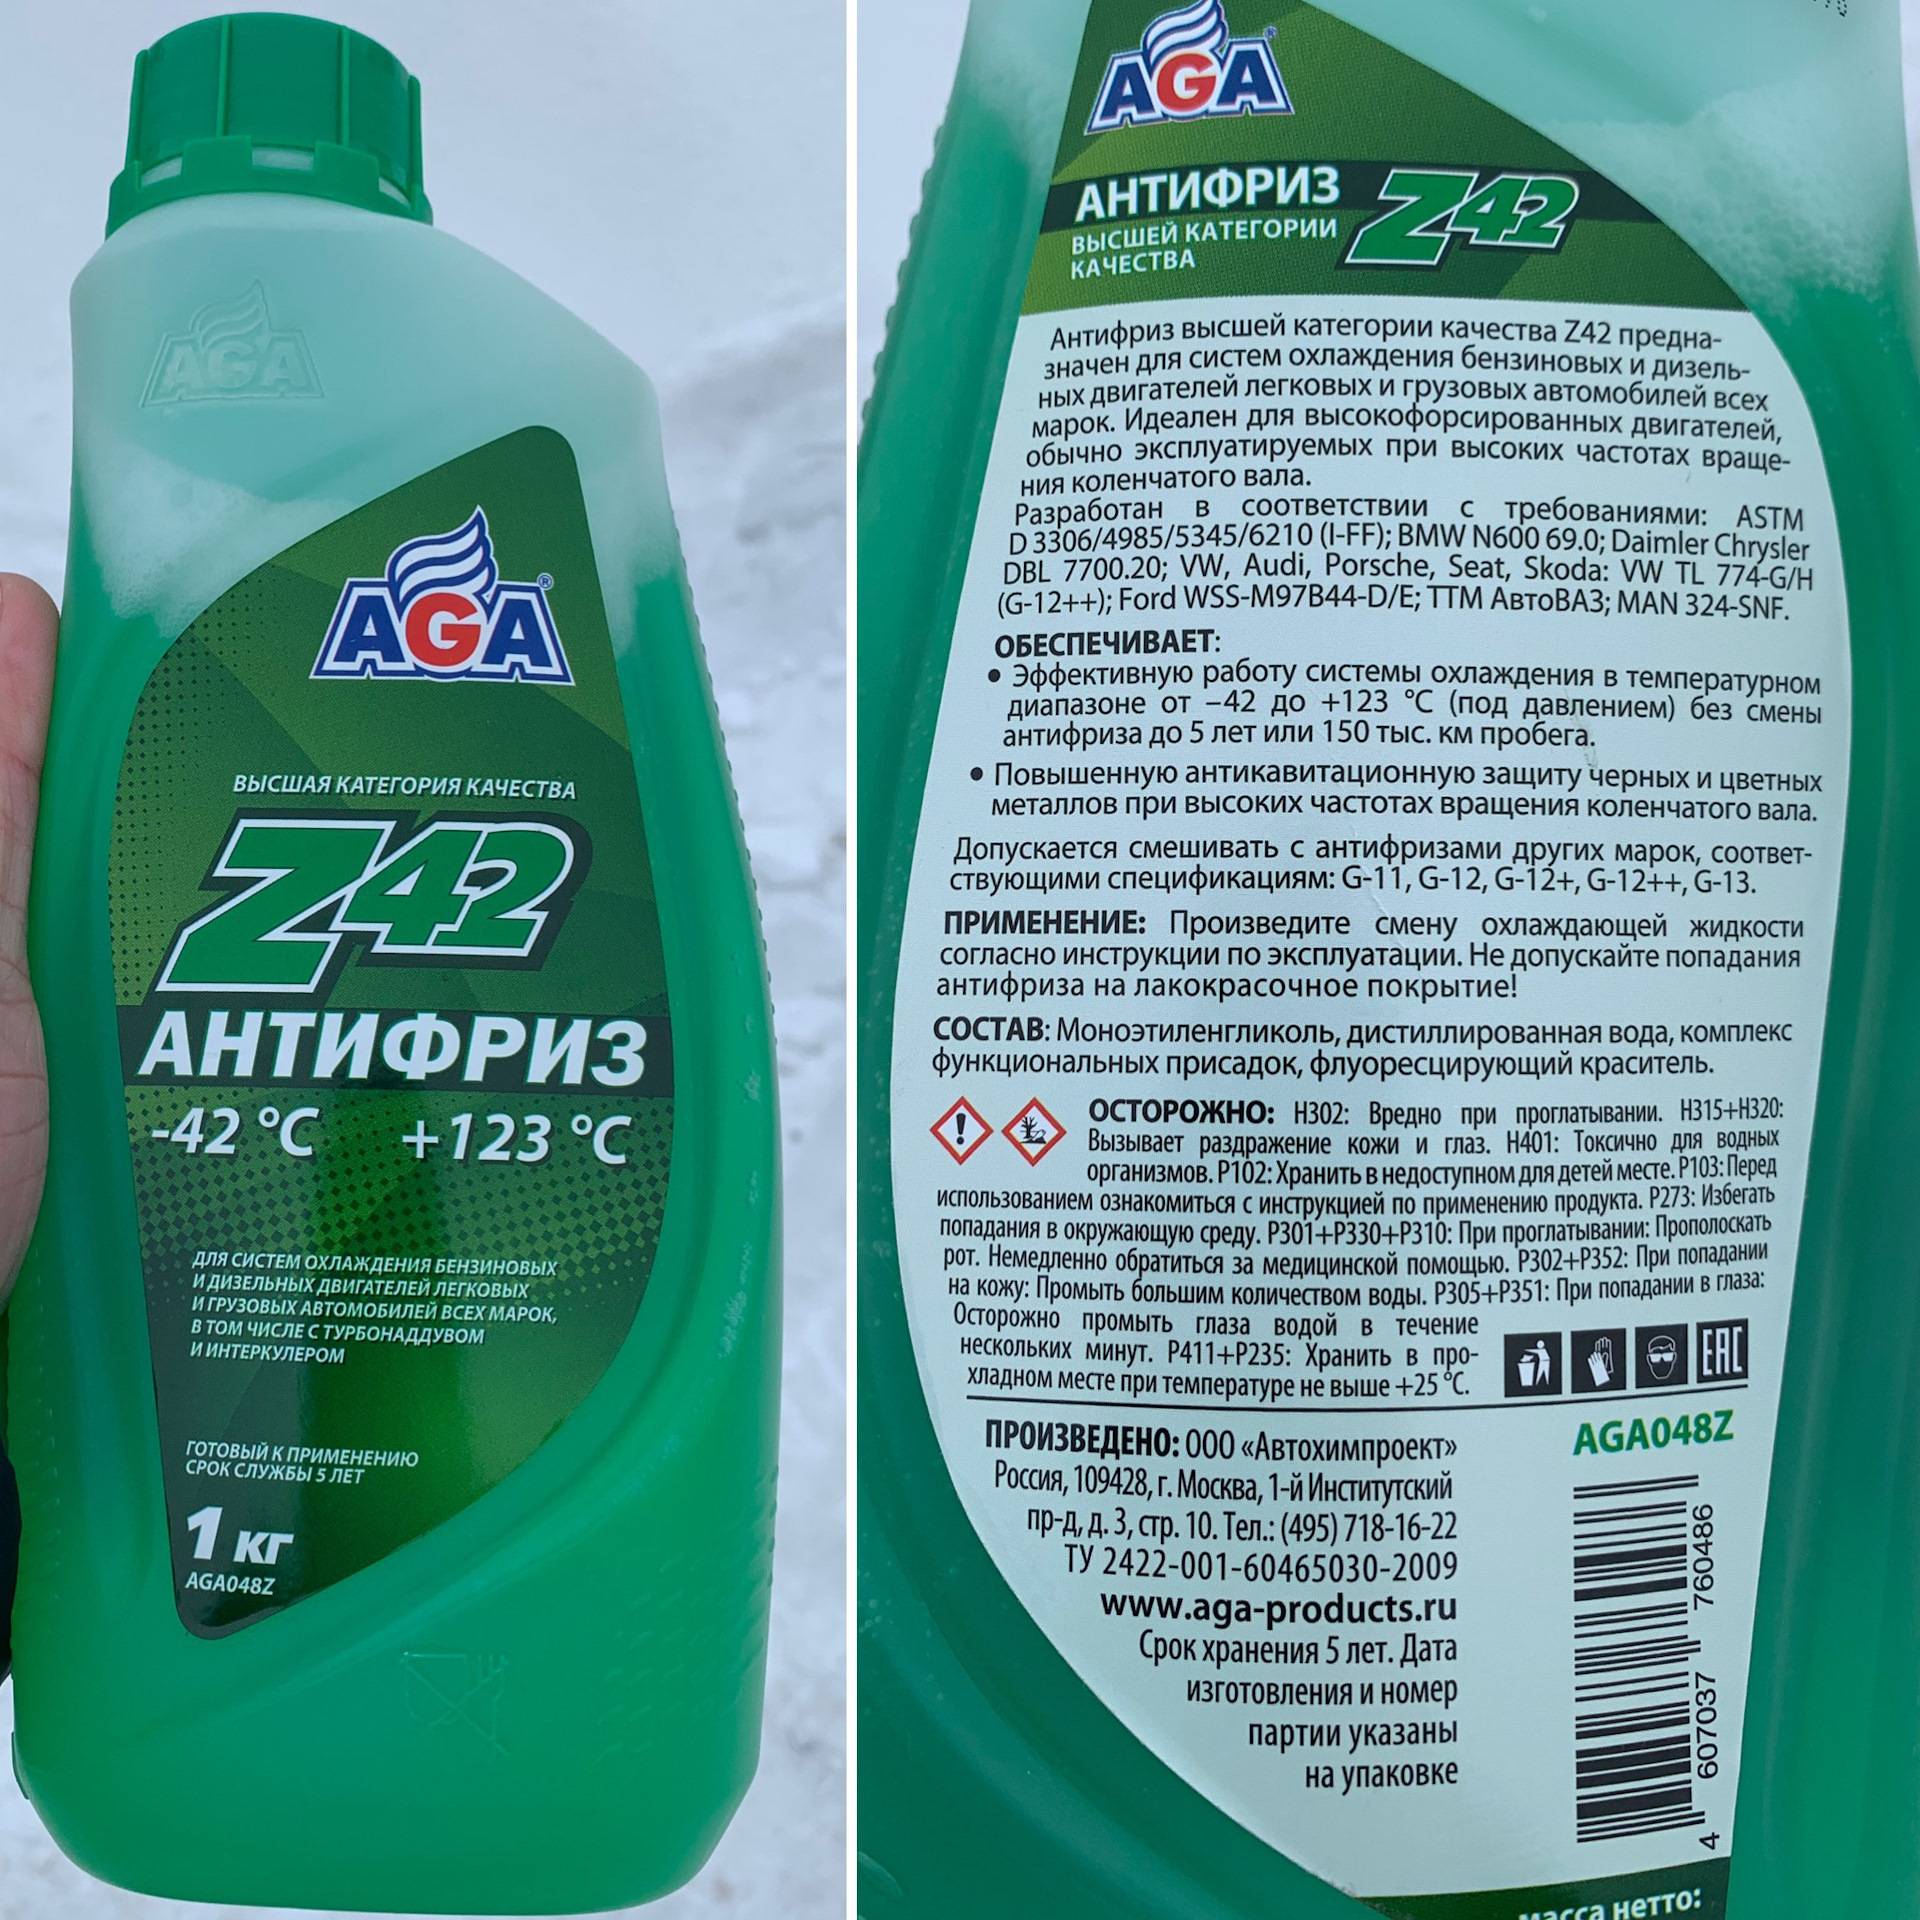 AGA
AGA®
ВЫСШАЯ КАТЕГОРИЯ КАЧЕСТВА
Z42
АНТИФРИЗ
-42 °C +123 °C
ДЛЯ СИСТЕМ ОХЛАЖДЕНИЯ БЕНЗИНОВЫХ
И ДИЗЕЛЬНЫХ ДВИГАТЕЛЕЙ ЛЕГКОВЫХ
И ГРУЗОВЫХ АВТОМОБИЛЕЙ ВСЕХ МАРОК,
В ТОМ ЧИСЛЕ С ТУРБОНАДДУВОМ
И ИНТЕРКУЛЕРОМ
ГОТОВЫЙ К ПРИМЕНЕНИЮ
СРОК СЛУЖБЫ 5 ЛЕТ
1 КГ
AGA048Z
AGA®
АНТИФРИЗ Z42
ВЫСШЕЙ КАТЕГОРИИ
КАЧЕСТВА
Антифриз высшей категории качества Z42 предна-
значен для систем охлаждения бензиновых и дизель-
ных двигателей легковых и грузовых автомобилей всех
марок. Идеален для высокофорсированных двигателей,
обычно эксплуатируемых при высоких частотах враще-
ния коленчатого вала.
Разработан в соответствии с требованиями: ASTM
D 3306/4985/5345/6210 (I-FF); BMW N600 69.0; Daimler Chrysler
DBL 7700.20; VW, Audi, Porsche, Seat, Skoda: VW TL 774-G/H
(G-12++); Ford WSS-M97B44-D/E; ТТМ АвтоВАЗ; MAN 324-SNF.
ОБЕСПЕЧИВАЕТ:
• Эффективную работу системы охлаждения в температурном
диапазоне от –42 до +123 °C (под давлением) без смены
антифриза до 5 лет или 150 тыс. км пробега.
• Повышенную антикавитационную защиту черных и цветных
металлов при высоких частотах вращения коленчатого вала.
Допускается смешивать с антифризами других марок, соответ-
ствующими спецификациям: G-11, G-12, G-12+, G-12++, G-13.
ПРИМЕНЕНИЕ: Произведите смену охлаждающей жидкости
согласно инструкции по эксплуатации. Не допускайте попадания
антифриза на лакокрасочное покрытие!
СОСТАВ: Моноэтиленгликоль, дистиллированная вода, комплекс
функциональных присадок, флуоресцирующий краситель.
ОСТОРОЖНО: H302: Вредно при проглатывании. H315+H320:
Вызывает раздражение кожи и глаз. H401: Токсично для водных
организмов. P102: Хранить в недоступном для детей месте. P103: Перед
использованием ознакомиться с инструкцией по применению продукта. P273: Избегать
попадания в окружающую среду. P301+P330+P310: При проглатывании: Прополоскать
рот. Немедленно обратиться за медицинской помощью. P302+P352: При попадании
на кожу: Промыть большим количеством воды. P305+P351: При попадании в глаза:
Осторожно промыть глаза водой в течение
нескольких минут. P411+P235: Хранить в про-
хладном месте при температуре не выше +25 °C.
EAC
ПРОИЗВЕДЕНО: ООО «Автохимпроект»
Россия, 109428, г. Москва, 1-й Институтский
пр-д, д. 3, стр. 10. Тел.: (495) 718-16-22
ТУ 2422-001-60465030-2009
www.aga-products.ru
Срок хранения 5 лет. Дата
изготовления и номер
партии указаны
на упаковке
AGA048Z
4 607037 760486
масса нетто: